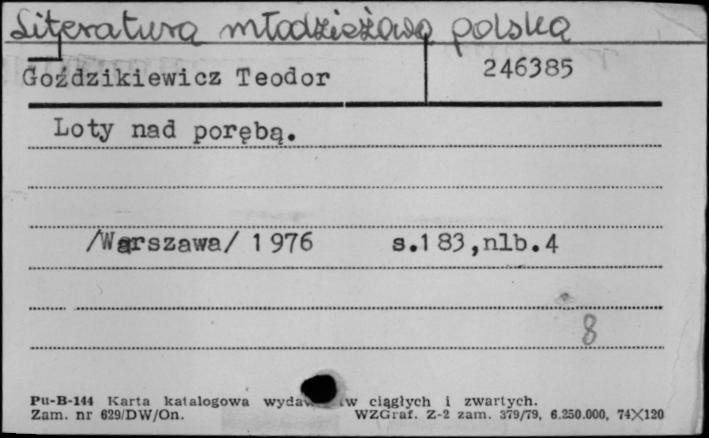 Literatura młodzieżowa polska
Goździkiewicz Teodor 246385
Loty nad porębą.
/Warszawa/ 1976 s.183,nlb.4
8
Pu-B-144 Karta katalogowa ciągłych i zwartych.
Zam. nr 629/DW/On. WZGraf. Z-2 zam. 379/79, 6.250.000, 74X120